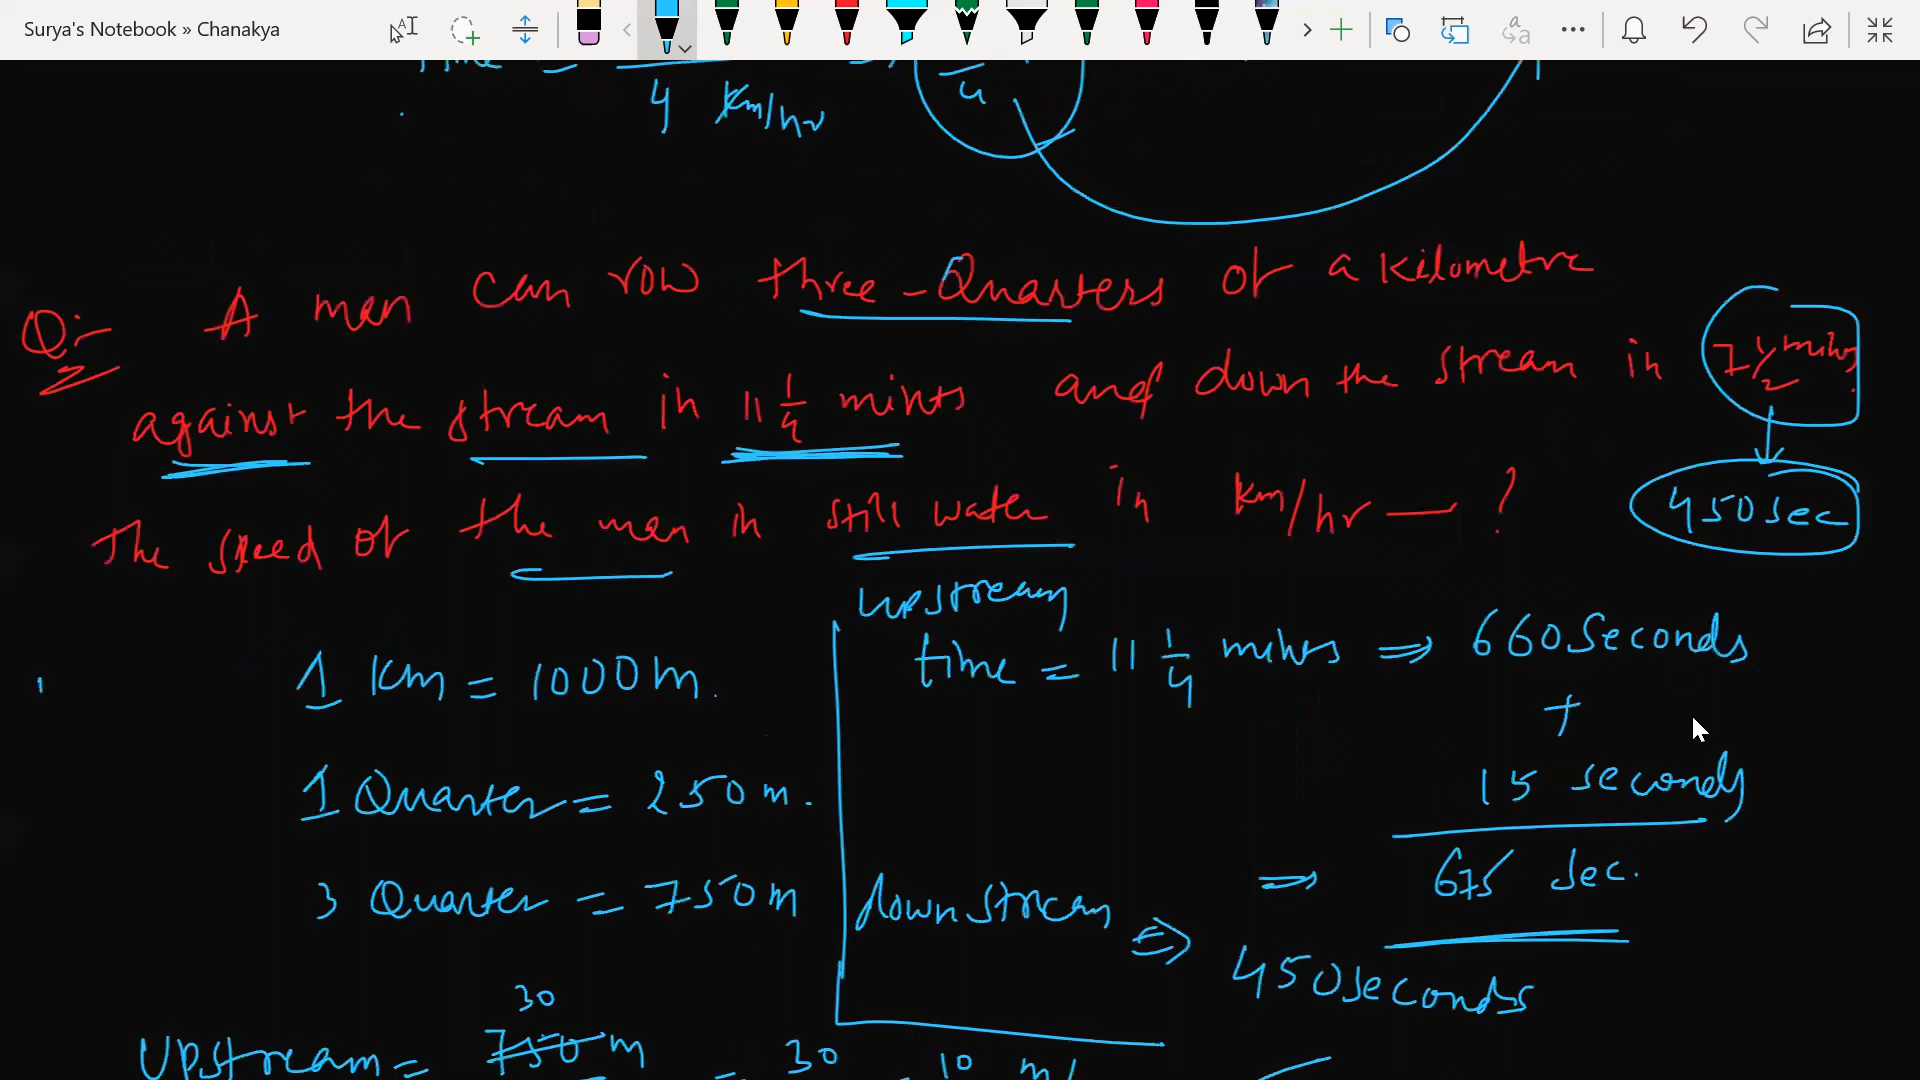 Surya's Notebook » Chanakya
4 Km/hr
4
Q:- A man can row three-Quarters of a kilometre
against the stream in 11 1/4 mints and down the stream in 7 1/2 mints.
The speed of the man in still water in km/hr — ?
450 sec
upstream
time = 11 1/4 mints ⇒ 660 Seconds
+
15 seconds
⇒ 675 sec.
downstream ⇒ 450 seconds
1 Km = 1000 m.
1 Quarter = 250 m.
3 Quarter = 750 m
30
Upstream = 750 m = 30 10 m/